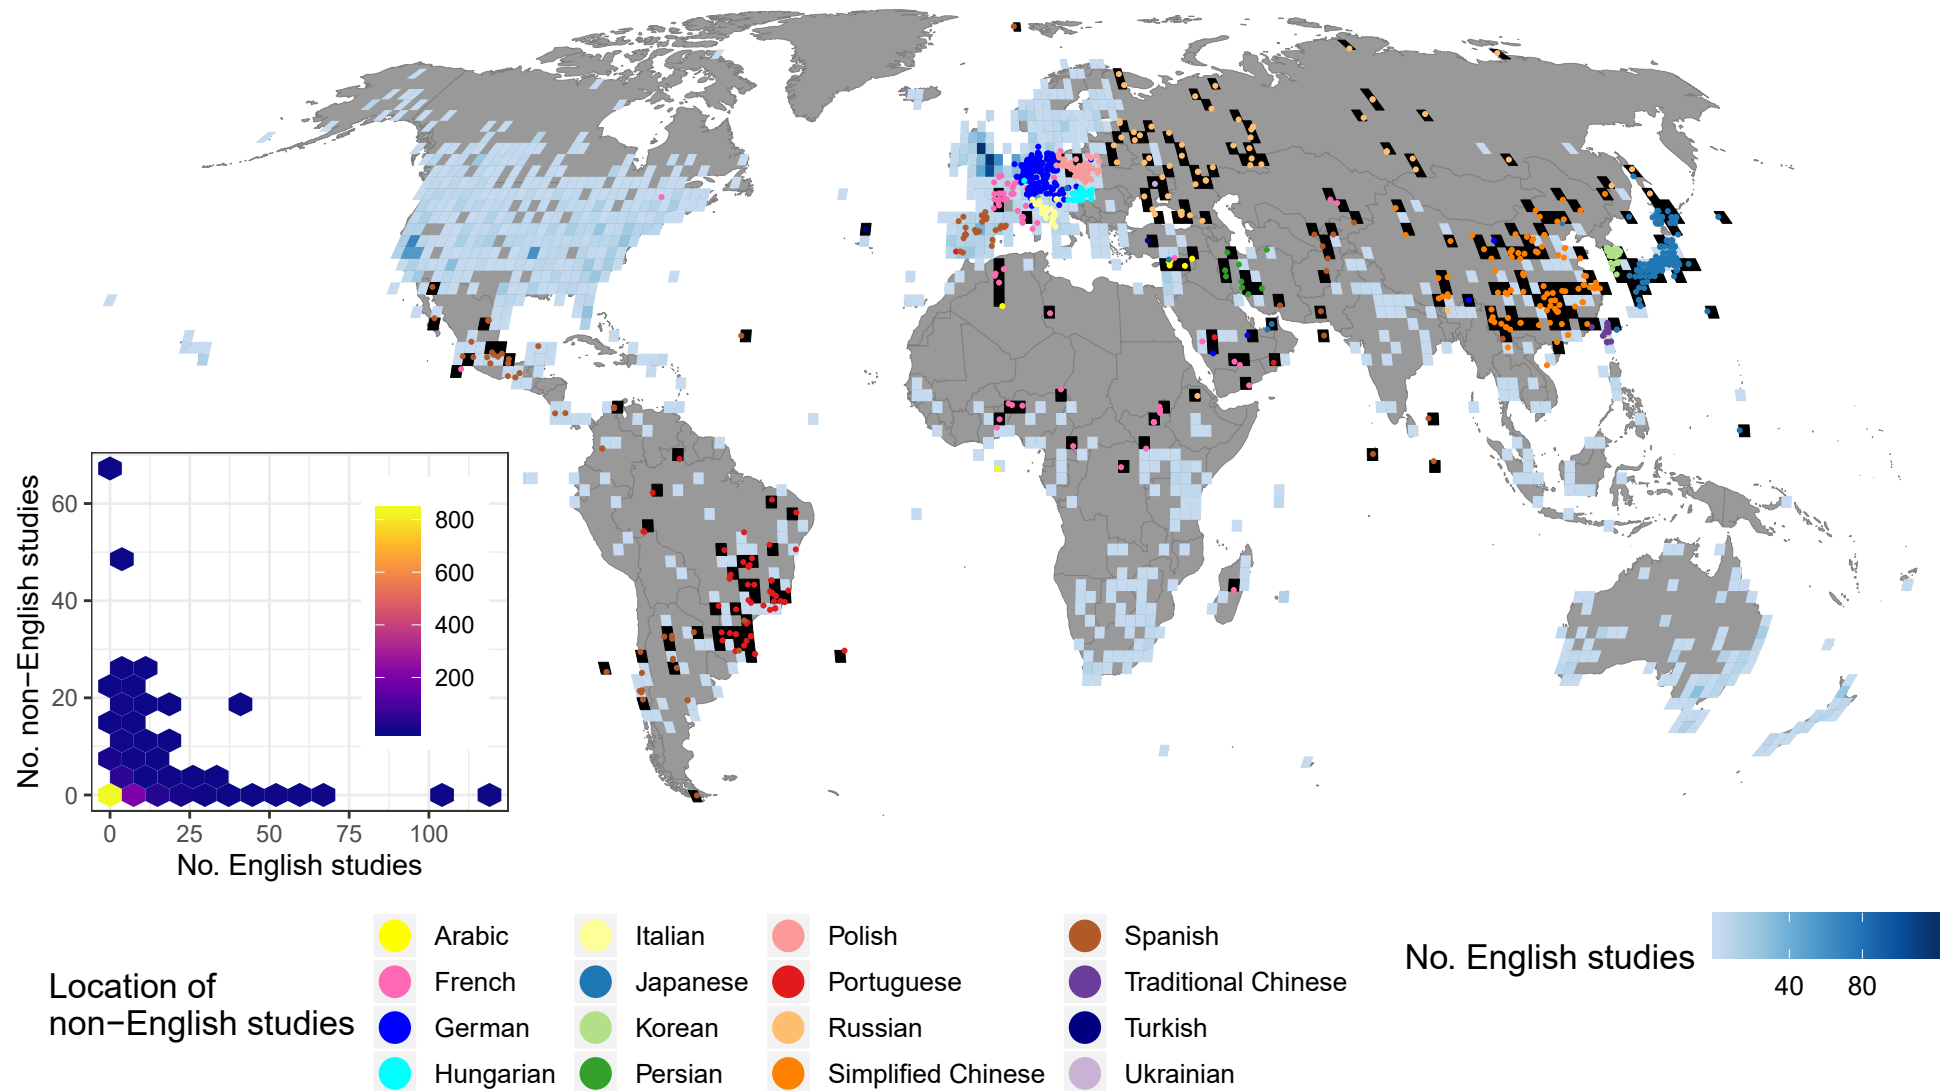 No. non−English studies
60
40
20
0
800
600
400
200
0
25
50
75
100
No. English studies
Location of
non−English studies
Arabic
French
German
Hungarian
Italian
Japanese
Korean
Persian
Polish
Portuguese
Russian
Simplified Chinese
Spanish
Traditional Chinese
Turkish
Ukrainian
No. English studies
40
80